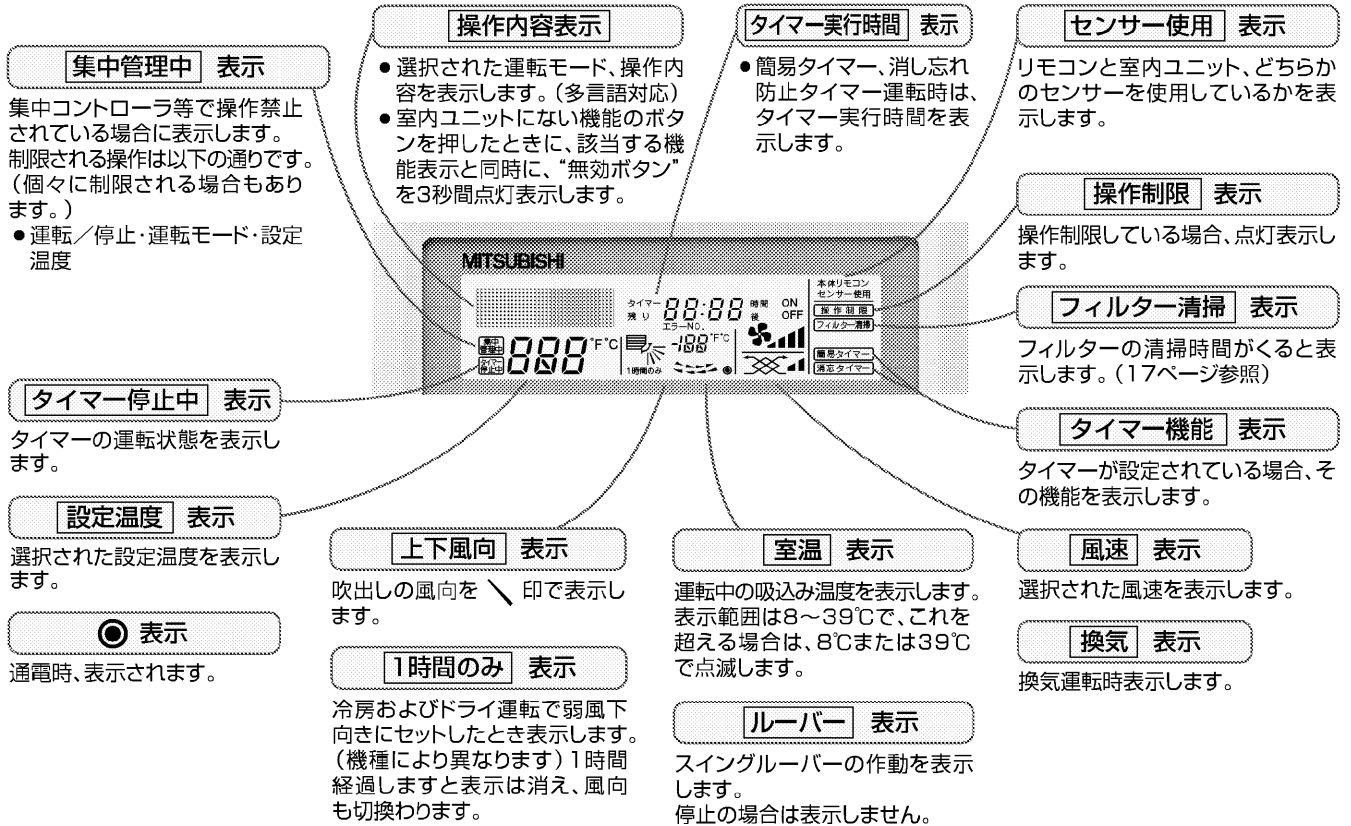 集中管理中 表示
集中コントローラ等で操作禁止
されている場合に表示します。
制限される操作は以下の通りです。
(個々に制限される場合もあり
ます。)
●運転／停止・運転モード・設定
温度
操作内容表示
●選択された運転モード、操作内
容を表示します。(多言語対応)
●室内ユニットにない機能のボタ
ンを押したときに、該当する機
能表示と同時に、“無効ボタン”
を3秒間点灯表示します。
タイマー実行時間 表示
●簡易タイマー、消し忘れ
防止タイマー運転時は、
タイマー実行時間を表
示します。
センサー使用 表示
リモコンと室内ユニット、どちらか
のセンサーを使用しているかを表
示します。
操作制限 表示
操作制限している場合、点灯表示し
ます。
フィルター清掃 表示
フィルターの清掃時間がくると表
示します。(17ページ参照)
タイマー機能 表示
タイマーが設定されている場合、そ
の機能を表示します。
MITSUBISHI
タイマー 88:88 時間 ON
残り 後 OFF
エラーNO.
本体リモコン
センサー使用
操作制限
フィルター清掃
簡易タイマー
消忘タイマー
集中
管理中
タイマー
停止中
888 °F°C
-188 °F°C
1時間のみ
タイマー停止中 表示
タイマーの運転状態を表示し
ます。
設定温度 表示
選択された設定温度を表示し
ます。
◉ 表示
通電時、表示されます。
上下風向 表示
吹出しの風向を ＼ 印で表示し
ます。
1時間のみ 表示
冷房およびドライ運転で弱風下
向きにセットしたとき表示します。
(機種により異なります)1時間
経過しますと表示は消え、風向
も切換わります。
室温 表示
運転中の吸込み温度を表示します。
表示範囲は8〜39℃で、これを
超える場合は、8℃または39℃
で点滅します。
ルーバー 表示
スイングルーバーの作動を表示
します。
停止の場合は表示しません。
風速 表示
選択された風速を表示します。
換気 表示
換気運転時表示します。